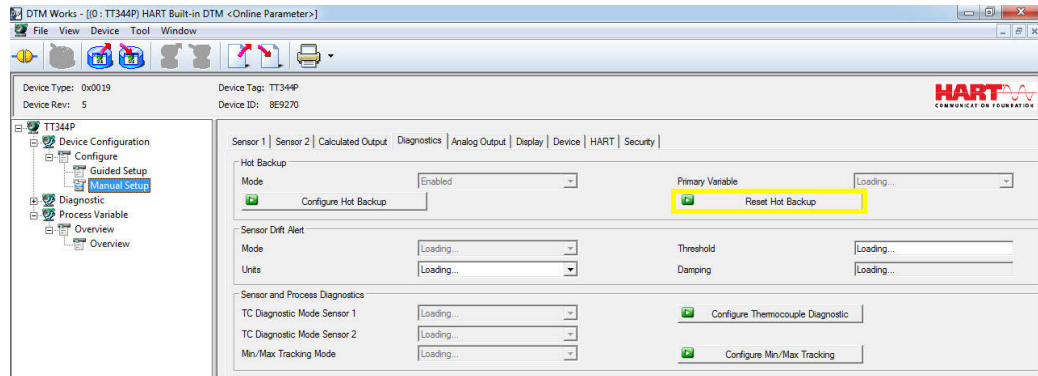 DTM Works - [(0 : TT344P) HART Built-in DTM <Online Parameter>]
File View Device Tool Window
Device Type: 0x0019 Device Tag: TT344P
Device Rev: 5 Device ID: 8E9270
HART
COMMUNICATION FOUNDATION
TT344P
Device Configuration
Configure
Guided Setup
Manual Setup
Diagnostic
Process Variable
Overview
Overview
Sensor 1 | Sensor 2 | Calculated Output | Diagnostics | Analog Output | Display | Device | HART | Security |
Hot Backup
Mode Enabled Primary Variable Loading...
Configure Hot Backup Reset Hot Backup
Sensor Drift Alert
Mode Loading... Threshold Loading...
Units Loading... Damping Loading...
Sensor and Process Diagnostics
TC Diagnostic Mode Sensor 1 Loading... Configure Thermocouple Diagnostic
TC Diagnostic Mode Sensor 2 Loading...
Min/Max Tracking Mode Loading... Configure Min/Max Tracking